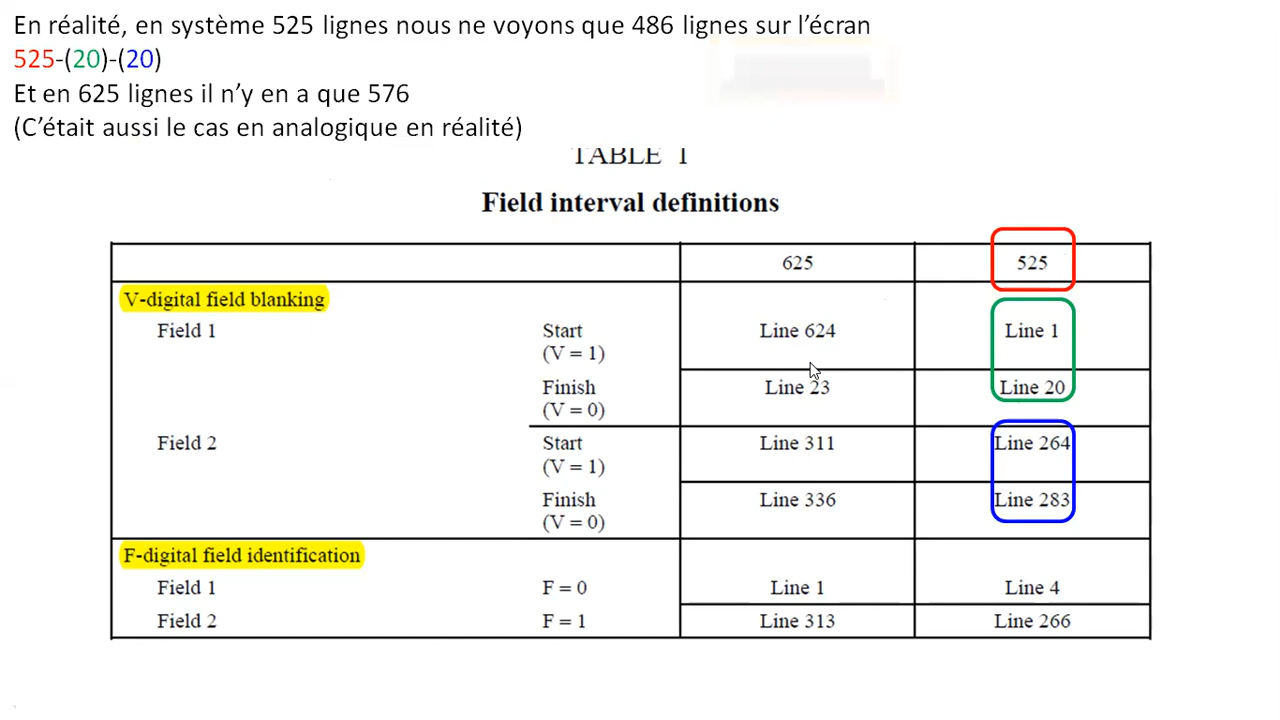 En réalité, en système 525 lignes nous ne voyons que 486 lignes sur l'écran
525-(20)-(20)
Et en 625 lignes il n'y en a que 576
(C'était aussi le cas en analogique en réalité)
TABLE 1
Field interval definitions
625 525
V-digital field blanking
Field 1 Start Line 624 Line 1
(V = 1)
Finish Line 23 Line 20
(V = 0)
Field 2 Start Line 311 Line 264
(V = 1)
Finish Line 336 Line 283
(V = 0)
F-digital field identification
Field 1 F = 0 Line 1 Line 4
Field 2 F = 1 Line 313 Line 266